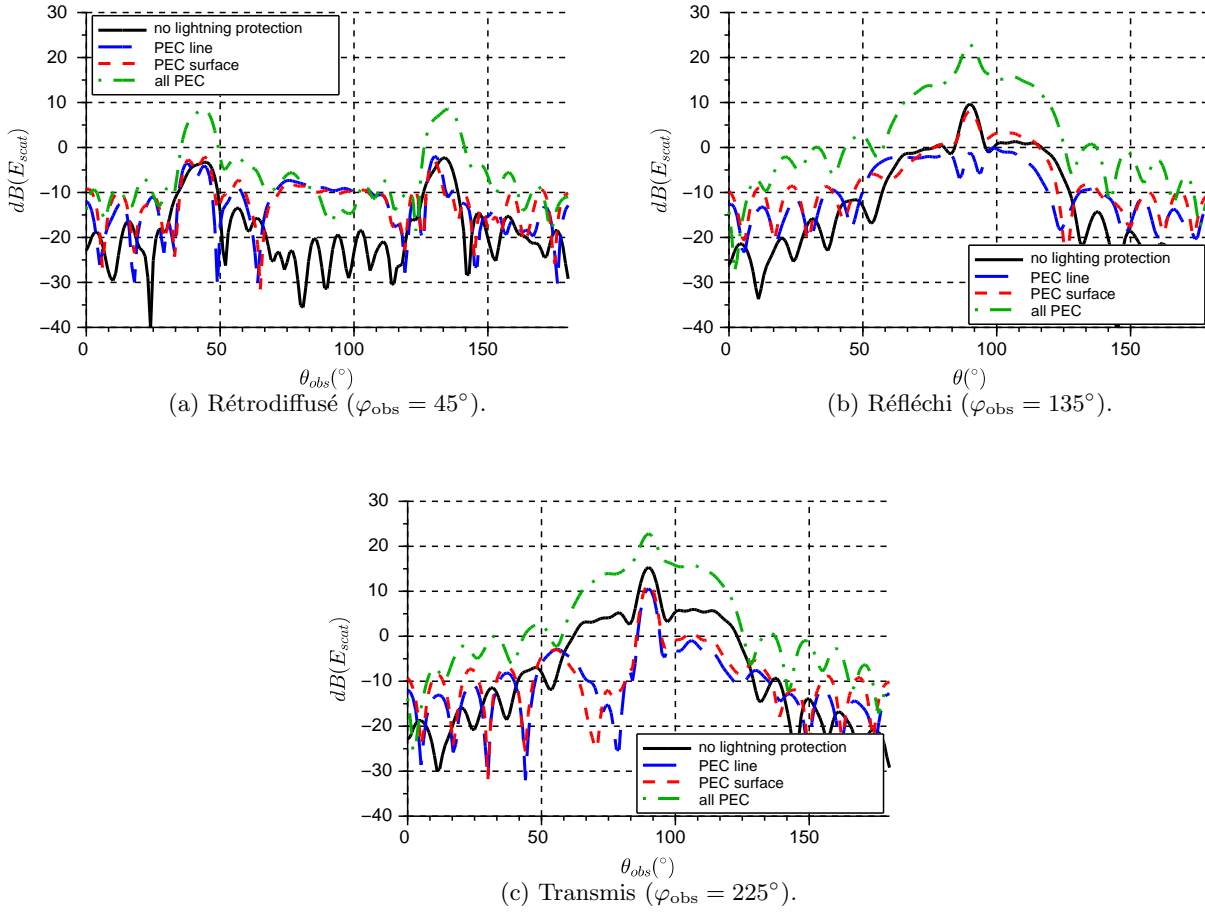 30
20
10
0
−10
−20
−30
−40
0
50
100
150
dB(E_scat)
θ_obs(°)
no lightning protection
PEC line
PEC surface
all PEC
(a) Rétrodiffusé (φ_obs = 45°).
30
20
10
0
−10
−20
−30
−40
0
50
100
150
dB(E_scat)
θ(°)
no lighting protection
PEC line
PEC surface
all PEC
(b) Réfléchi (φ_obs = 135°).
30
20
10
0
−10
−20
−30
−40
0
50
100
150
dB(E_scat)
θ_obs(°)
no lightning protection
PEC line
PEC surface
all PEC
(c) Transmis (φ_obs = 225°).